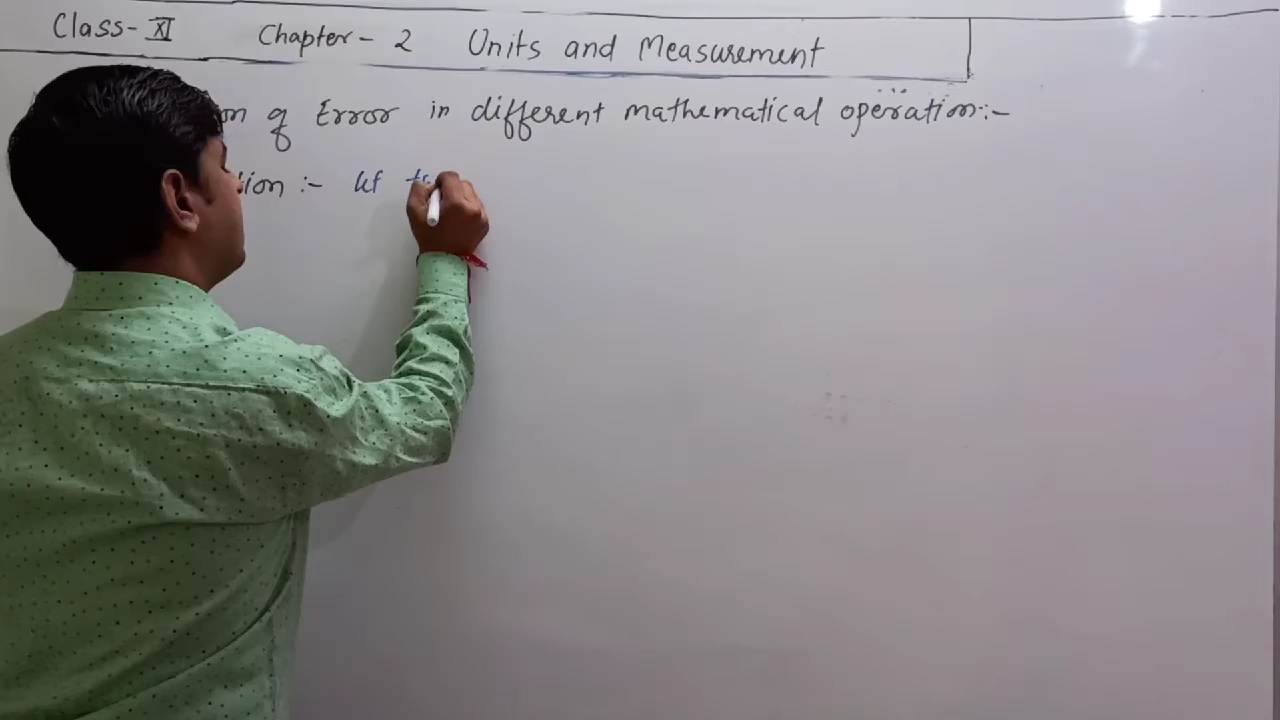 Class-XI Chapter-2 Units and Measurement
of Error in different mathematical operation:-
:- If